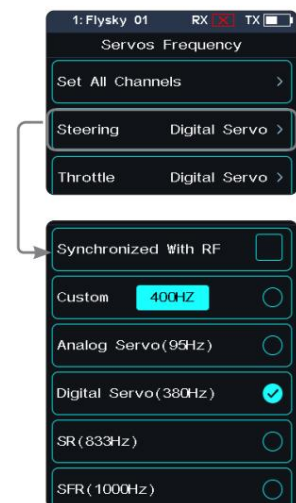 1: Flysky 01 RX TX
Servos Frequency
Set All Channels >
Steering Digital Servo >
Throttle Digital Servo >
Synchronized With RF
Custom 400HZ
Analog Servo(95Hz)
Digital Servo(380Hz)
SR(833Hz)
SFR(1000Hz)